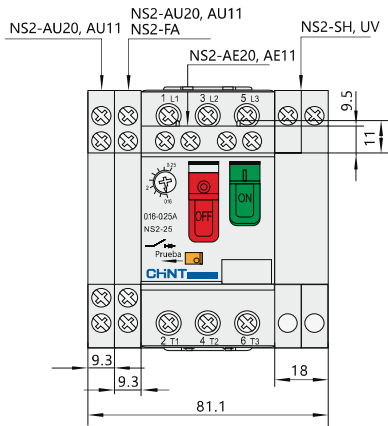 NS2-AU20, AU11
NS2-FA
NS2-AU20, AU11
NS2-SH, UV
NS2-AE20, AE11
1 L1 3 L2 5 L3
9.5
11
0.25
2
016
016-025A
NS2-25
OFF
ON
Prueba
CHNT
2 T1 4 T2 6 T3
9.3
9.3
18
81.1